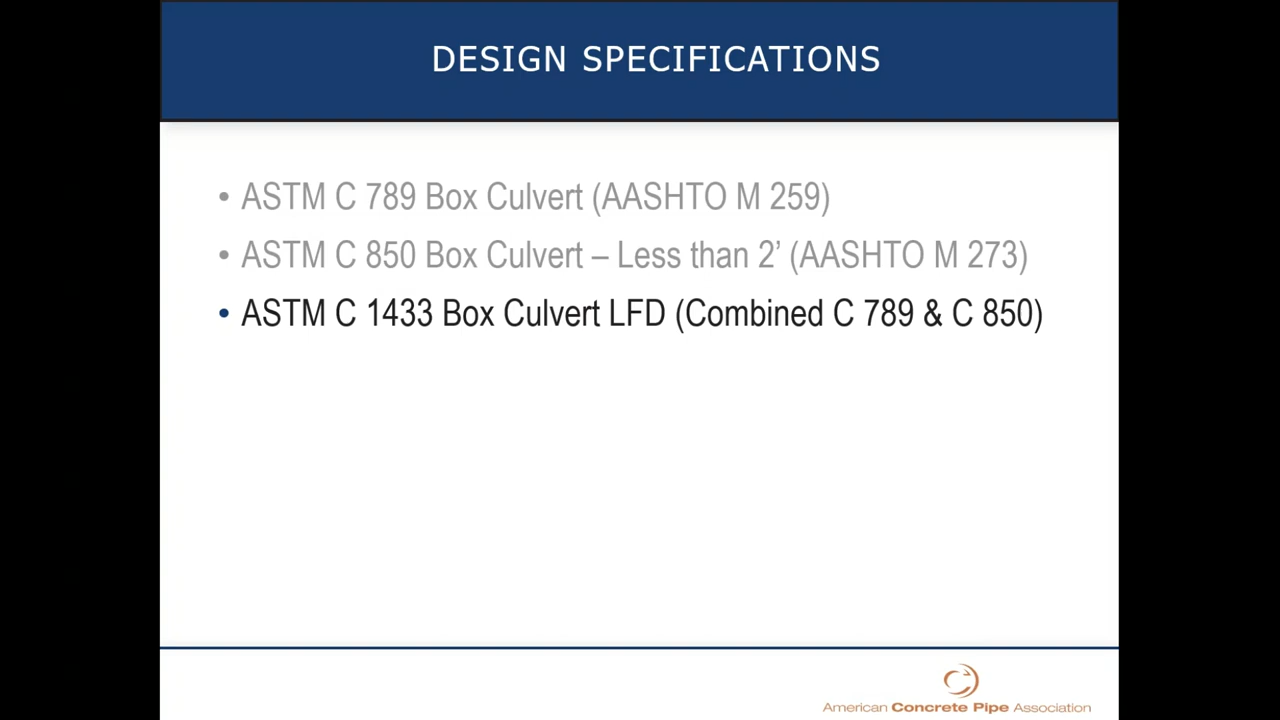 DESIGN SPECIFICATIONS
• ASTM C 789 Box Culvert (AASHTO M 259)
• ASTM C 850 Box Culvert – Less than 2’ (AASHTO M 273)
• ASTM C 1433 Box Culvert LFD (Combined C 789 & C 850)
American Concrete Pipe Association